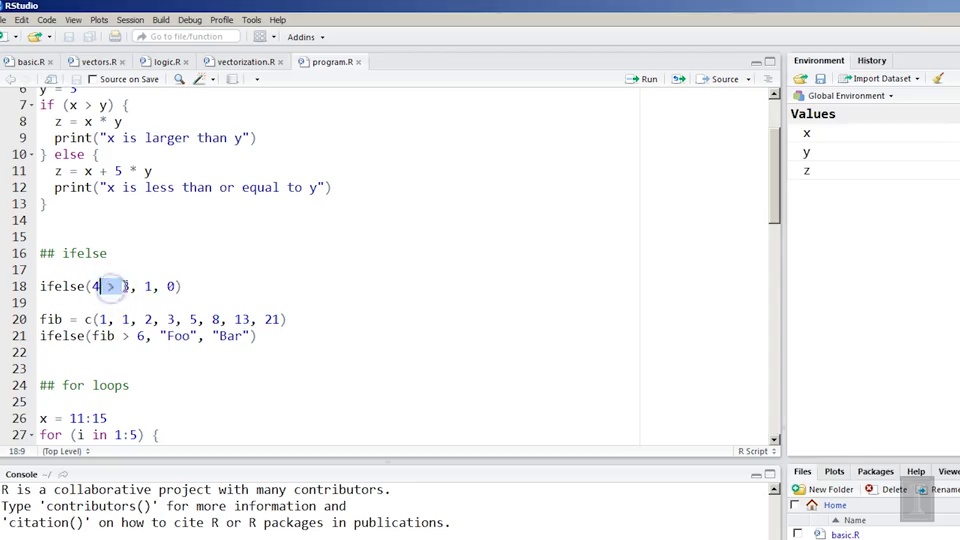 RStudio
Edit Code View Plots Session Build Debug Profile Tools Help
Go to file/function Addins
basic.R vectors.R logic.R vectorization.R program.R
Source on Save Run Source
6 y = 3
7 if (x > y) {
8 z = x * y
9 print("x is larger than y")
10 } else {
11 z = x + 5 * y
12 print("x is less than or equal to y")
13 }
14
15
16 ## ifelse
17
18 ifelse(4 > 3, 1, 0)
19
20 fib = c(1, 1, 2, 3, 5, 8, 13, 21)
21 ifelse(fib > 6, "Foo", "Bar")
22
23
24 ## for loops
25
26 x = 11:15
27 for (i in 1:5) {
18:9 (Top Level) R Script
Console ~/
R is a collaborative project with many contributors.
Type 'contributors()' for more information and
'citation()' on how to cite R or R packages in publications.
Environment History
Import Dataset
Global Environment
Values
x
y
z
Files Plots Packages Help
New Folder Delete
Home
Name
basic.R